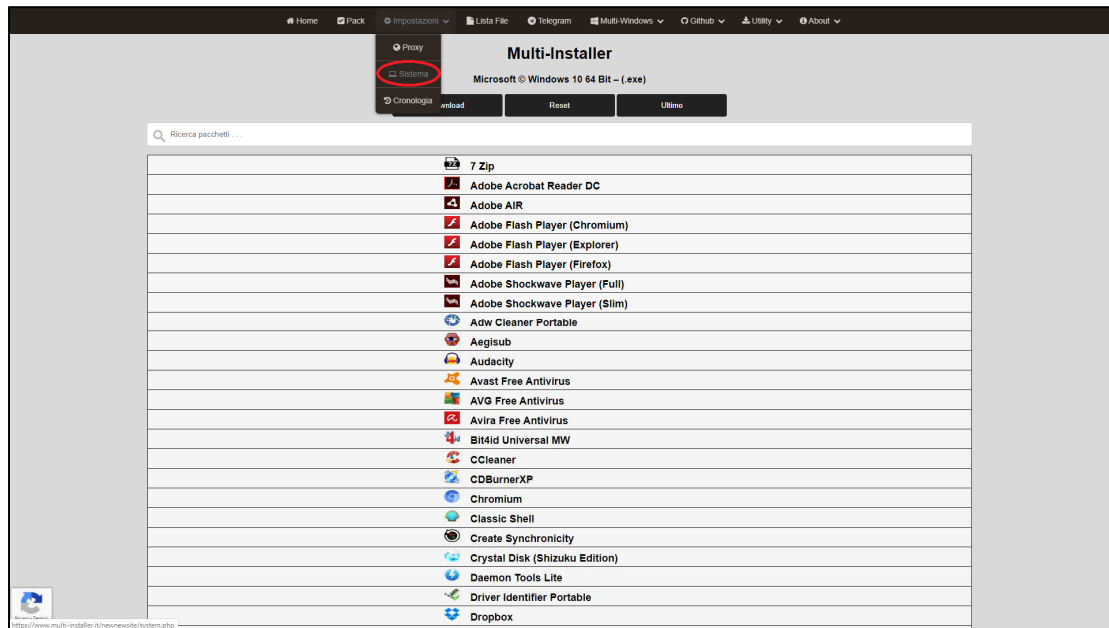 Home Pack Impostazioni Lista File Telegram Multi-Windows Github Utility About
Proxy
Sistema
Cronologia
Multi-Installer
Microsoft © Windows 10 64 Bit – (.exe)
wnload Reset Ultimo
Ricerca pacchetti . . .
7 Zip
Adobe Acrobat Reader DC
Adobe AIR
Adobe Flash Player (Chromium)
Adobe Flash Player (Explorer)
Adobe Flash Player (Firefox)
Adobe Shockwave Player (Full)
Adobe Shockwave Player (Slim)
Adw Cleaner Portable
Aegisub
Audacity
Avast Free Antivirus
AVG Free Antivirus
Avira Free Antivirus
Bit4id Universal MW
CCleaner
CDBurnerXP
Chromium
Classic Shell
Create Synchronicity
Crystal Disk (Shizuku Edition)
Daemon Tools Lite
Driver Identifier Portable
Dropbox
https://www.multi-installer.it/newnewsite/system.php